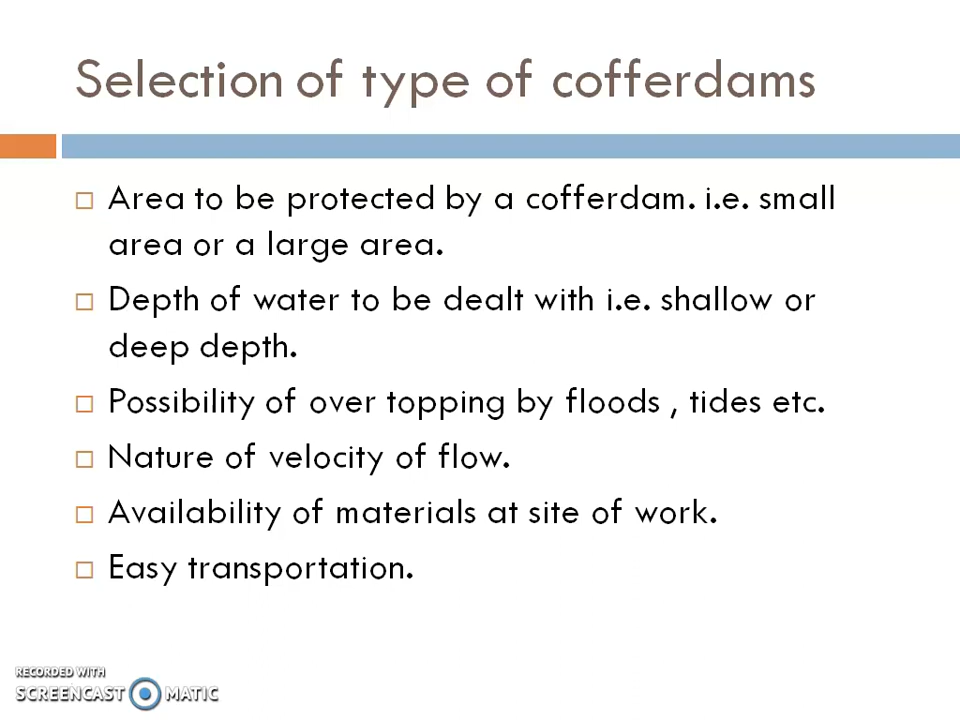 Selection of type of cofferdams
Area to be protected by a cofferdam. i.e. small
area or a large area.
Depth of water to be dealt with i.e. shallow or
deep depth.
Possibility of over topping by floods , tides etc.
Nature of velocity of flow.
Availability of materials at site of work.
Easy transportation.
RECORDED WITH
SCREENCAST MATIC